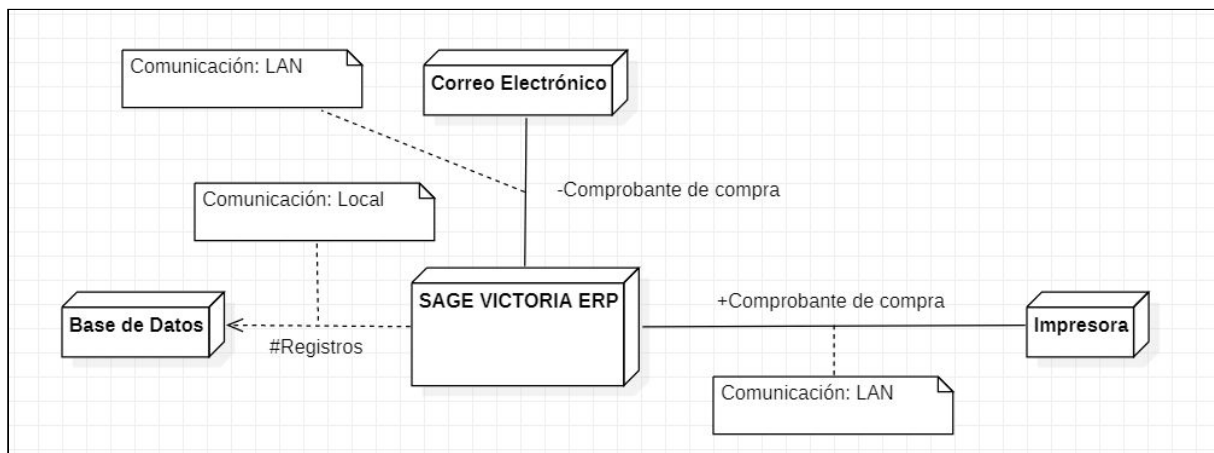 Comunicación: LAN
Correo Electrónico
-Comprobante de compra
Comunicación: Local
SAGE VICTORIA ERP
+Comprobante de compra
Base de Datos
Impresora
#Registros
Comunicación: LAN